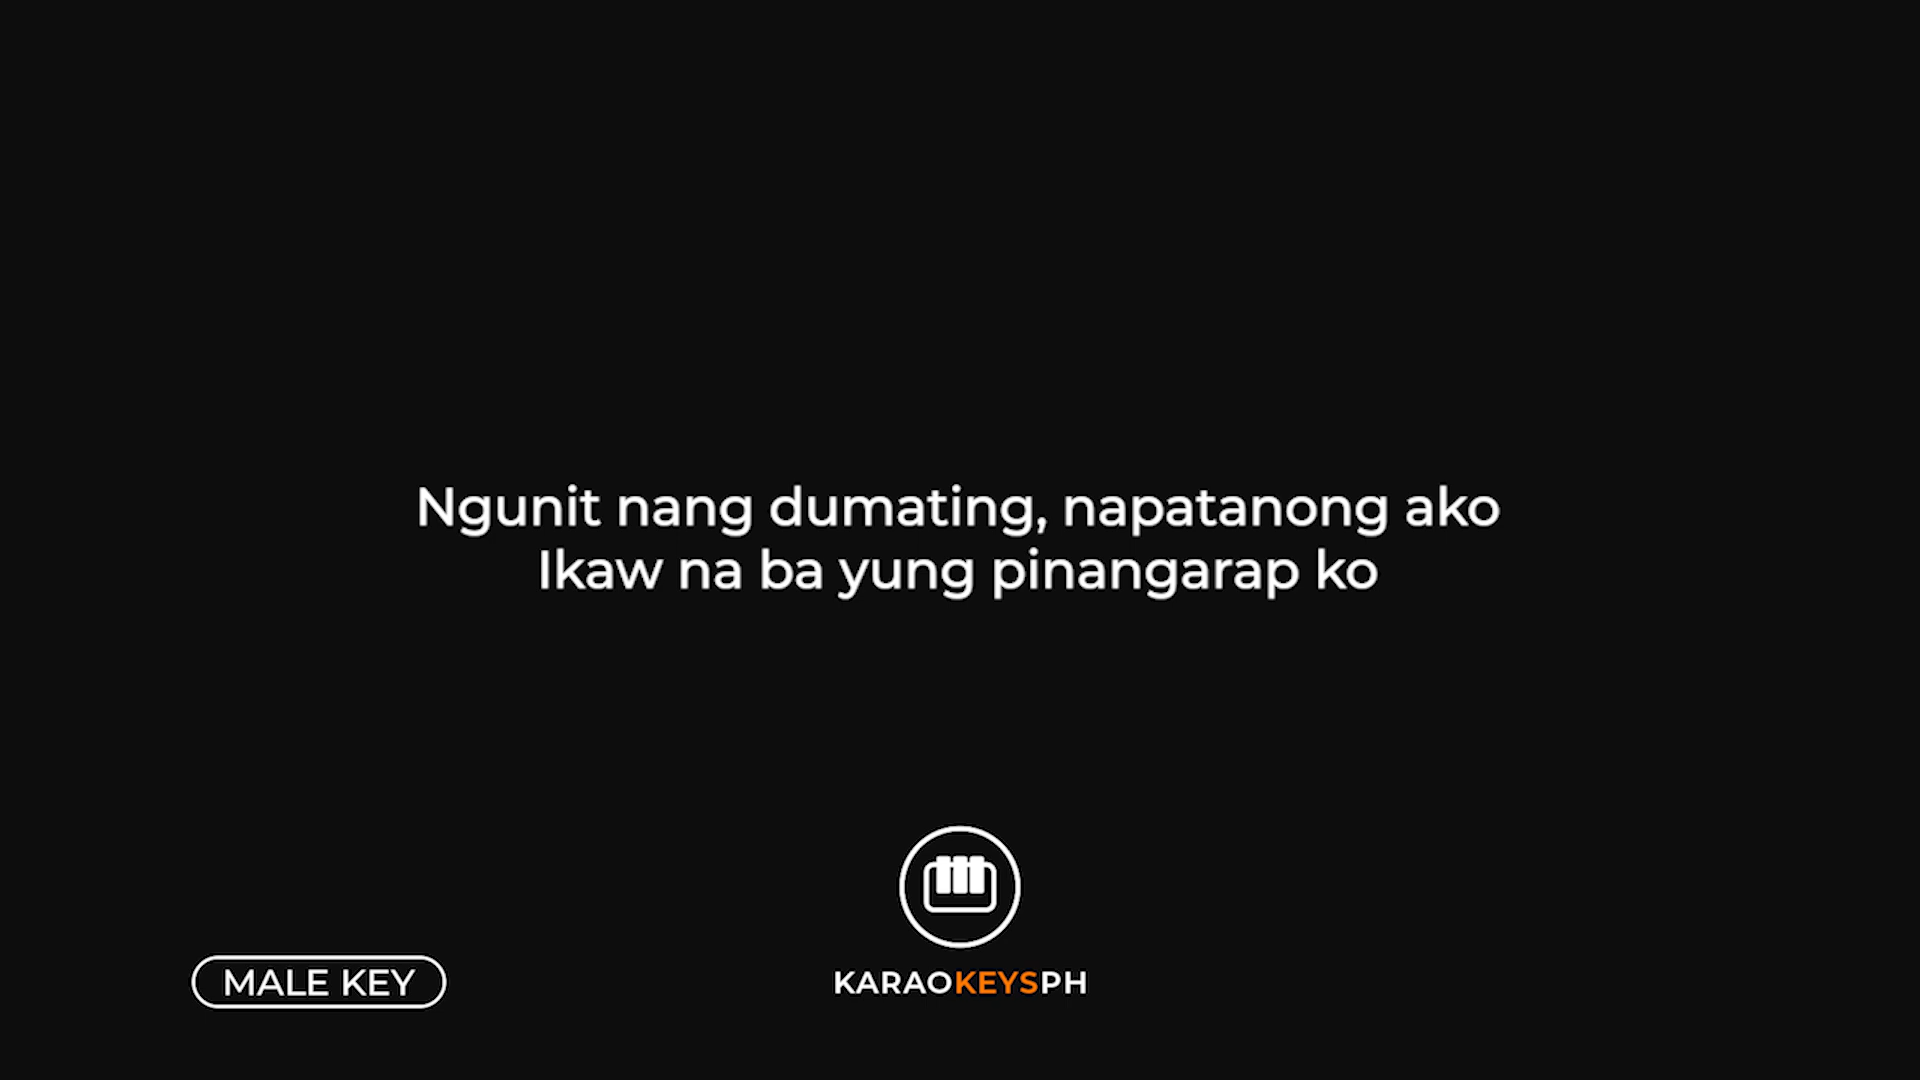 Ngunit nang dumating, napatanong ako
Ikaw na ba yung pinangarap ko
MALE KEY
KARAOKEYSPH